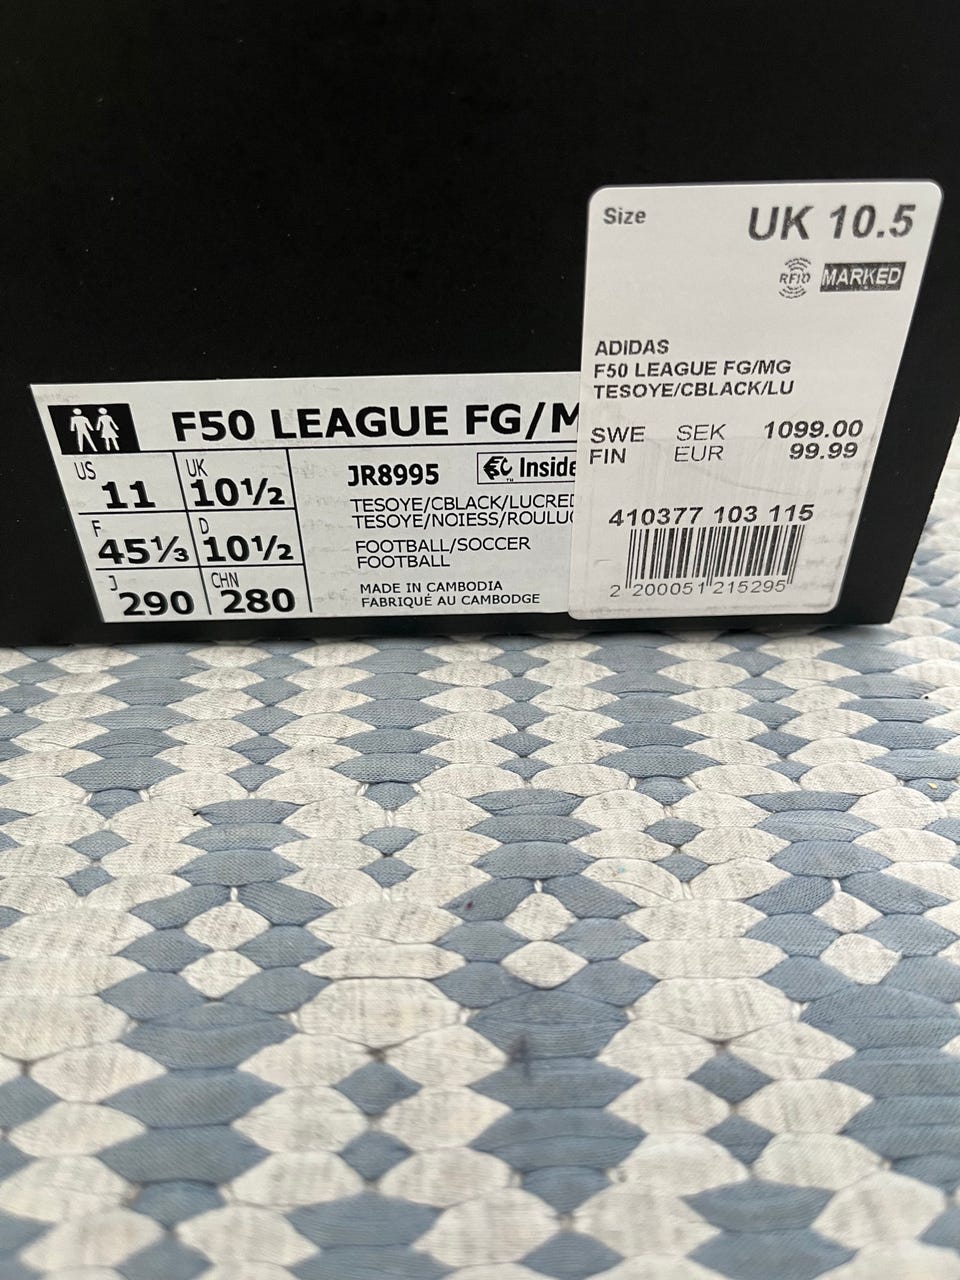 Size UK 10.5
RFID MARKED
ADIDAS
F50 LEAGUE FG/MG
TESOYE/CBLACK/LU
SWE SEK 1099.00
FIN EUR 99.99
410377 103 115
2 200051 215295
F50 LEAGUE FG/M
US 11 UK 10½
F 45⅓ D 10½
J 290 CHN 280
JR8995 Inside
TESOYE/CBLACK/LUCRED
TESOYE/NOIESS/ROULU
FOOTBALL/SOCCER
FOOTBALL
MADE IN CAMBODIA
FABRIQUÉ AU CAMBODGE